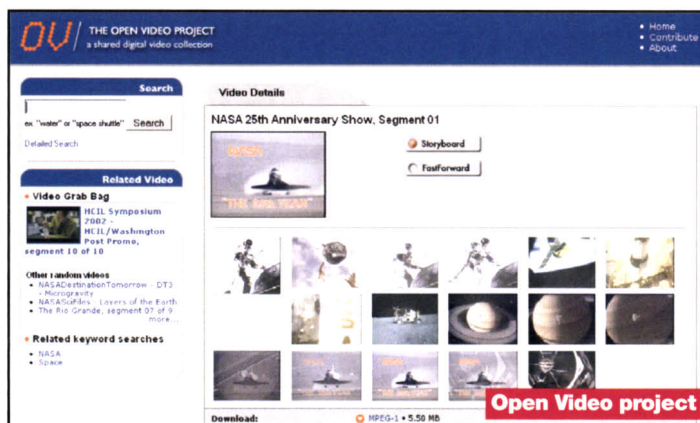 OV/ THE OPEN VIDEO PROJECT
a shared digital video collection
• Home
• Contribute
• About
Search
ex. "water" or "space shuttle" Search
Detailed Search
Related Video
Video Grab Bag
HCIL Symposium
2002 -
HCIL/Washington
Post Promo,
segment 10 of 10
Other random videos
• NASADestinationTomorrow - DT3
- Microgravity
• NASASciFiles - Layers of the Earth
• The Rio Grande, segment 07 of 9
more...
Related keyword searches
• NASA
• Space
Video Details
NASA 25th Anniversary Show, Segment 01
NASA
"THE 25th YEAR"
Storyboard
FastForward
Download:
MPEG-1 • 5.50 MB
Open Video project